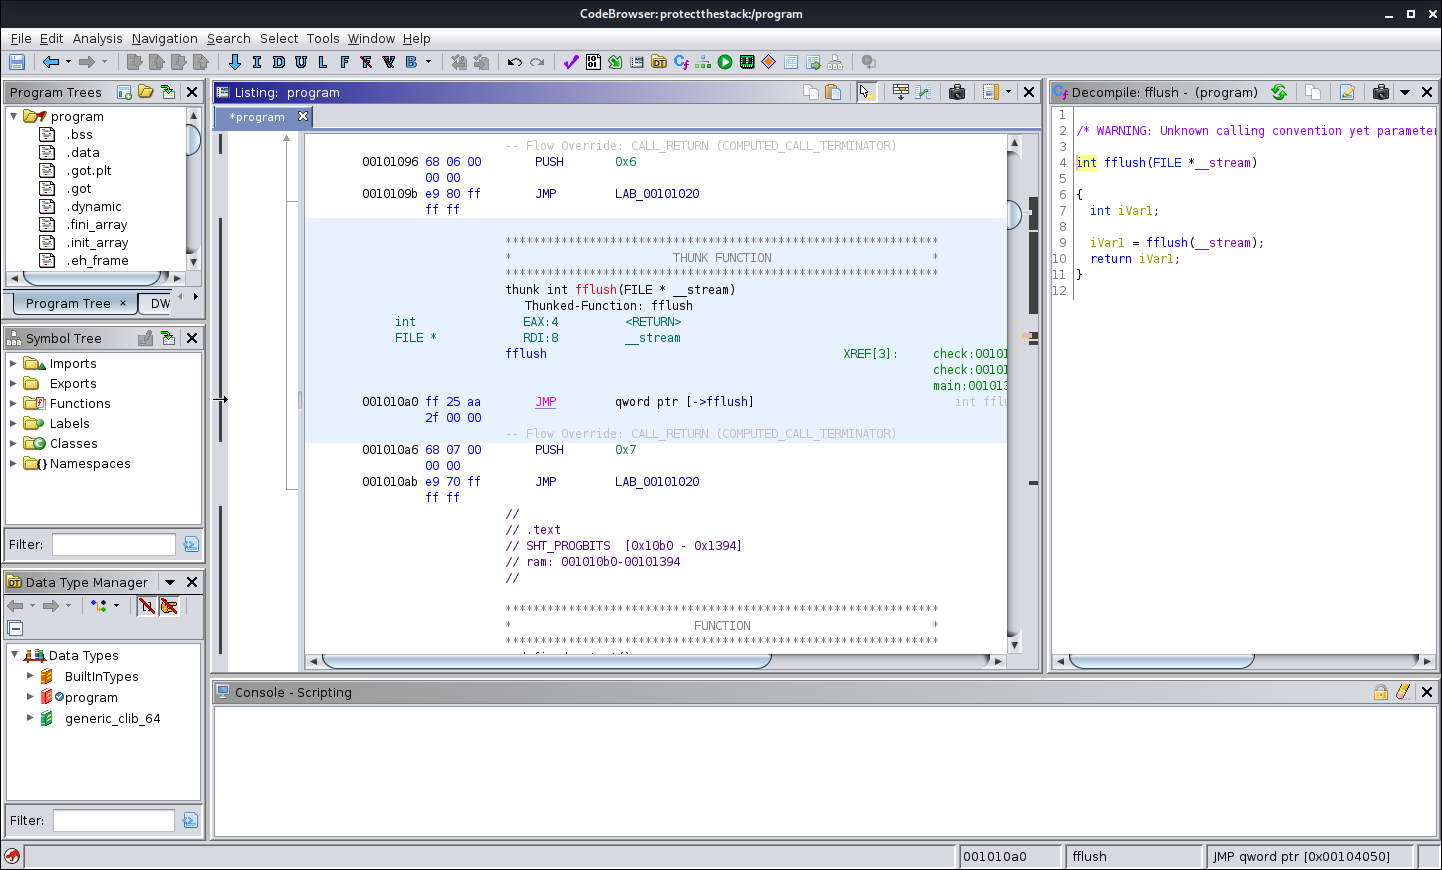 CodeBrowser: protectthestack:/program
File Edit Analysis Navigation Search Select Tools Window Help
I D U L F F V B
Program Trees
program
.bss
.data
.got.plt
.got
.dynamic
.fini_array
.init_array
.eh_frame
Program Tree × DW
Symbol Tree
Imports
Exports
Functions
Labels
Classes
Namespaces
Filter:
Data Type Manager
Data Types
BuiltInTypes
program
generic_clib_64
Filter:
Listing: program
*program
-- Flow Override: CALL_RETURN (COMPUTED_CALL_TERMINATOR)
00101096 68 06 00 PUSH 0x6
00 00
0010109b e9 80 ff JMP LAB_00101020
ff ff
**************************************************************
* THUNK FUNCTION *
**************************************************************
thunk int fflush(FILE * __stream)
Thunked-Function: fflush
int EAX:4 <RETURN>
FILE * RDI:8 __stream
fflush XREF[3]: check:00101
check:00101
main:001013
001010a0 ff 25 aa JMP qword ptr [->fflush] int fflu
2f 00 00
-- Flow Override: CALL_RETURN (COMPUTED_CALL_TERMINATOR)
001010a6 68 07 00 PUSH 0x7
00 00
001010ab e9 70 ff JMP LAB_00101020
ff ff
//
// .text
// SHT_PROGBITS [0x10b0 - 0x1394]
// ram: 001010b0-00101394
//
**************************************************************
* FUNCTION *
**************************************************************
Decompile: fflush - (program)
1
2 /* WARNING: Unknown calling convention yet parameter
3
4 int fflush(FILE *__stream)
5
6 {
7 int iVar1;
8
9 iVar1 = fflush(__stream);
10 return iVar1;
11 }
12
Console - Scripting
001010a0 fflush JMP qword ptr [0x00104050]